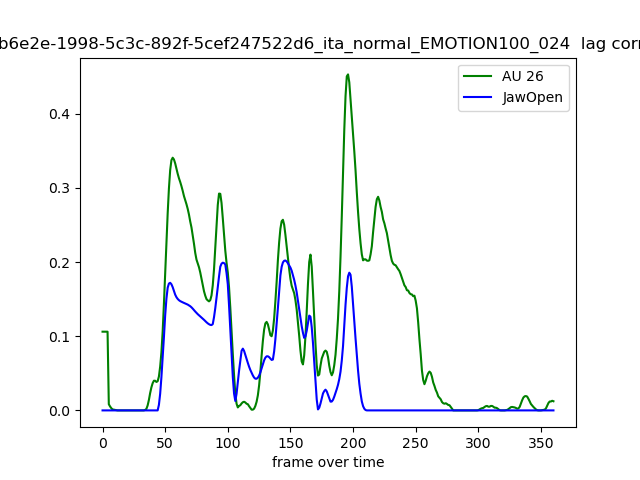 b6e2e-1998-5c3c-892f-5cef247522d6_ita_normal_EMOTION100_024 lag corr
AU 26
JawOpen
0.4
0.3
0.2
0.1
0.0
0 50 100 150 200 250 300 350
frame over time